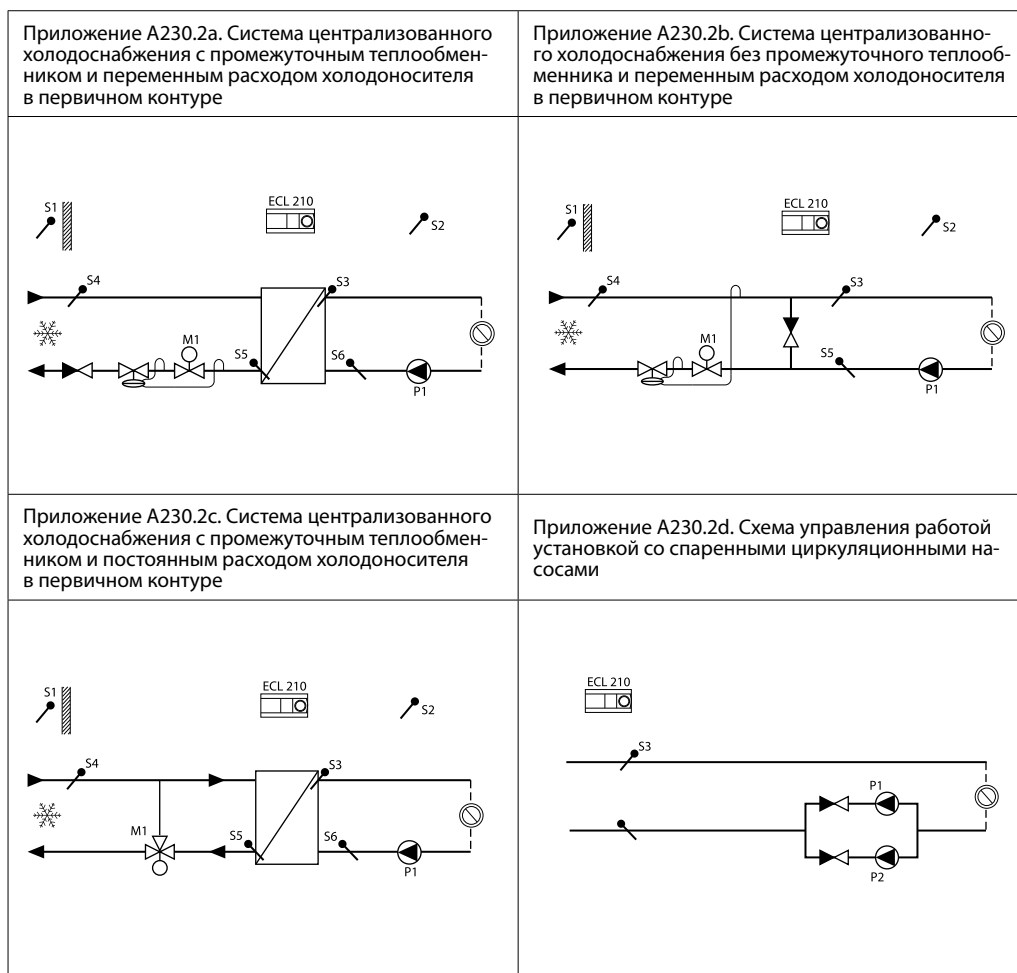 Приложение A230.2a. Система централизованного
холодоснабжения с промежуточным теплообмен-
ником и переменным расходом холодоносителя
в первичном контуре
Приложение A230.2b. Система централизованно-
го холодоснабжения без промежуточного теплооб-
менника и переменным расходом холодоносителя
в первичном контуре
S1
ECL 210
S2
S4
S3
M1
S5
S6
P1
S1
ECL 210
S2
S4
S3
M1
S5
P1
Приложение A230.2c. Система централизованного
холодоснабжения с промежуточным теплообмен-
ником и постоянным расходом холодоносителя
в первичном контуре
Приложение A230.2d. Схема управления работой
установкой со спаренными циркуляционными на-
сосами
S1
ECL 210
S2
S4
S3
M1
S5
S6
P1
ECL 210
S3
P1
P2